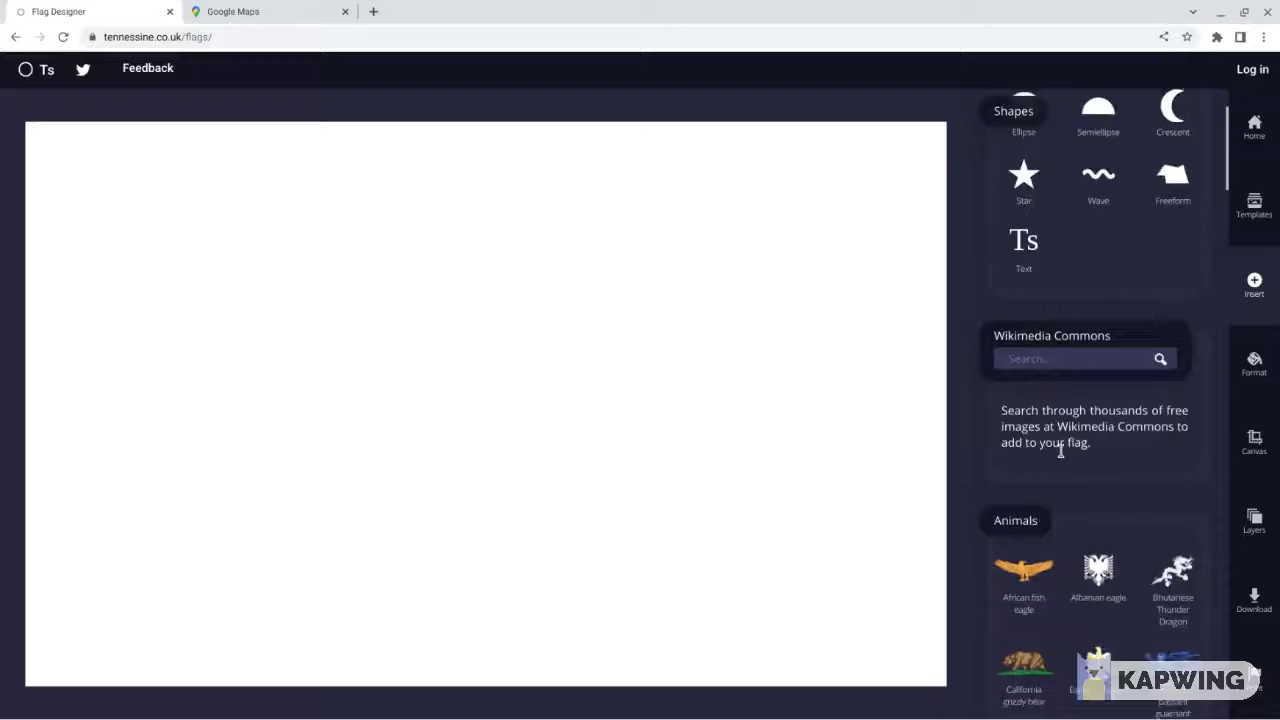 Flag Designer
Google Maps
tennessine.co.uk/flags/
Ts
Feedback
Log in
Shapes
Ellipse
Semiellipse
Crescent
Home
Star
Wave
Freeform
Templates
Ts
Text
Insert
Wikimedia Commons
Search...
Format
Search through thousands of free
images at Wikimedia Commons to
add to your flag.
Canvas
Animals
Layers
African fish
eagle
Albanian eagle
Bhutanese
Thunder
Dragon
Download
California
grizzly bear
passant
guardant
KAPWING